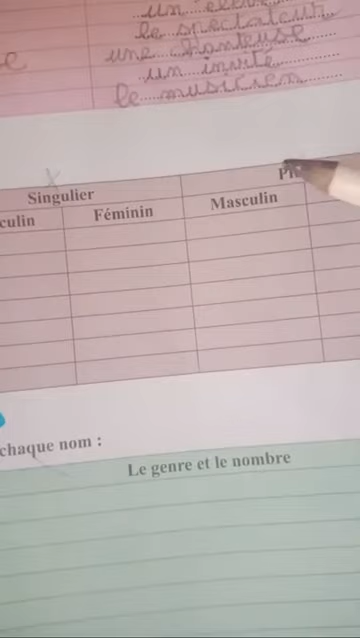 un
le spectateur
une chanteuse
un invité
le musicien
Singulier
culin Féminin Masculin
chaque nom :
Le genre et le nombre